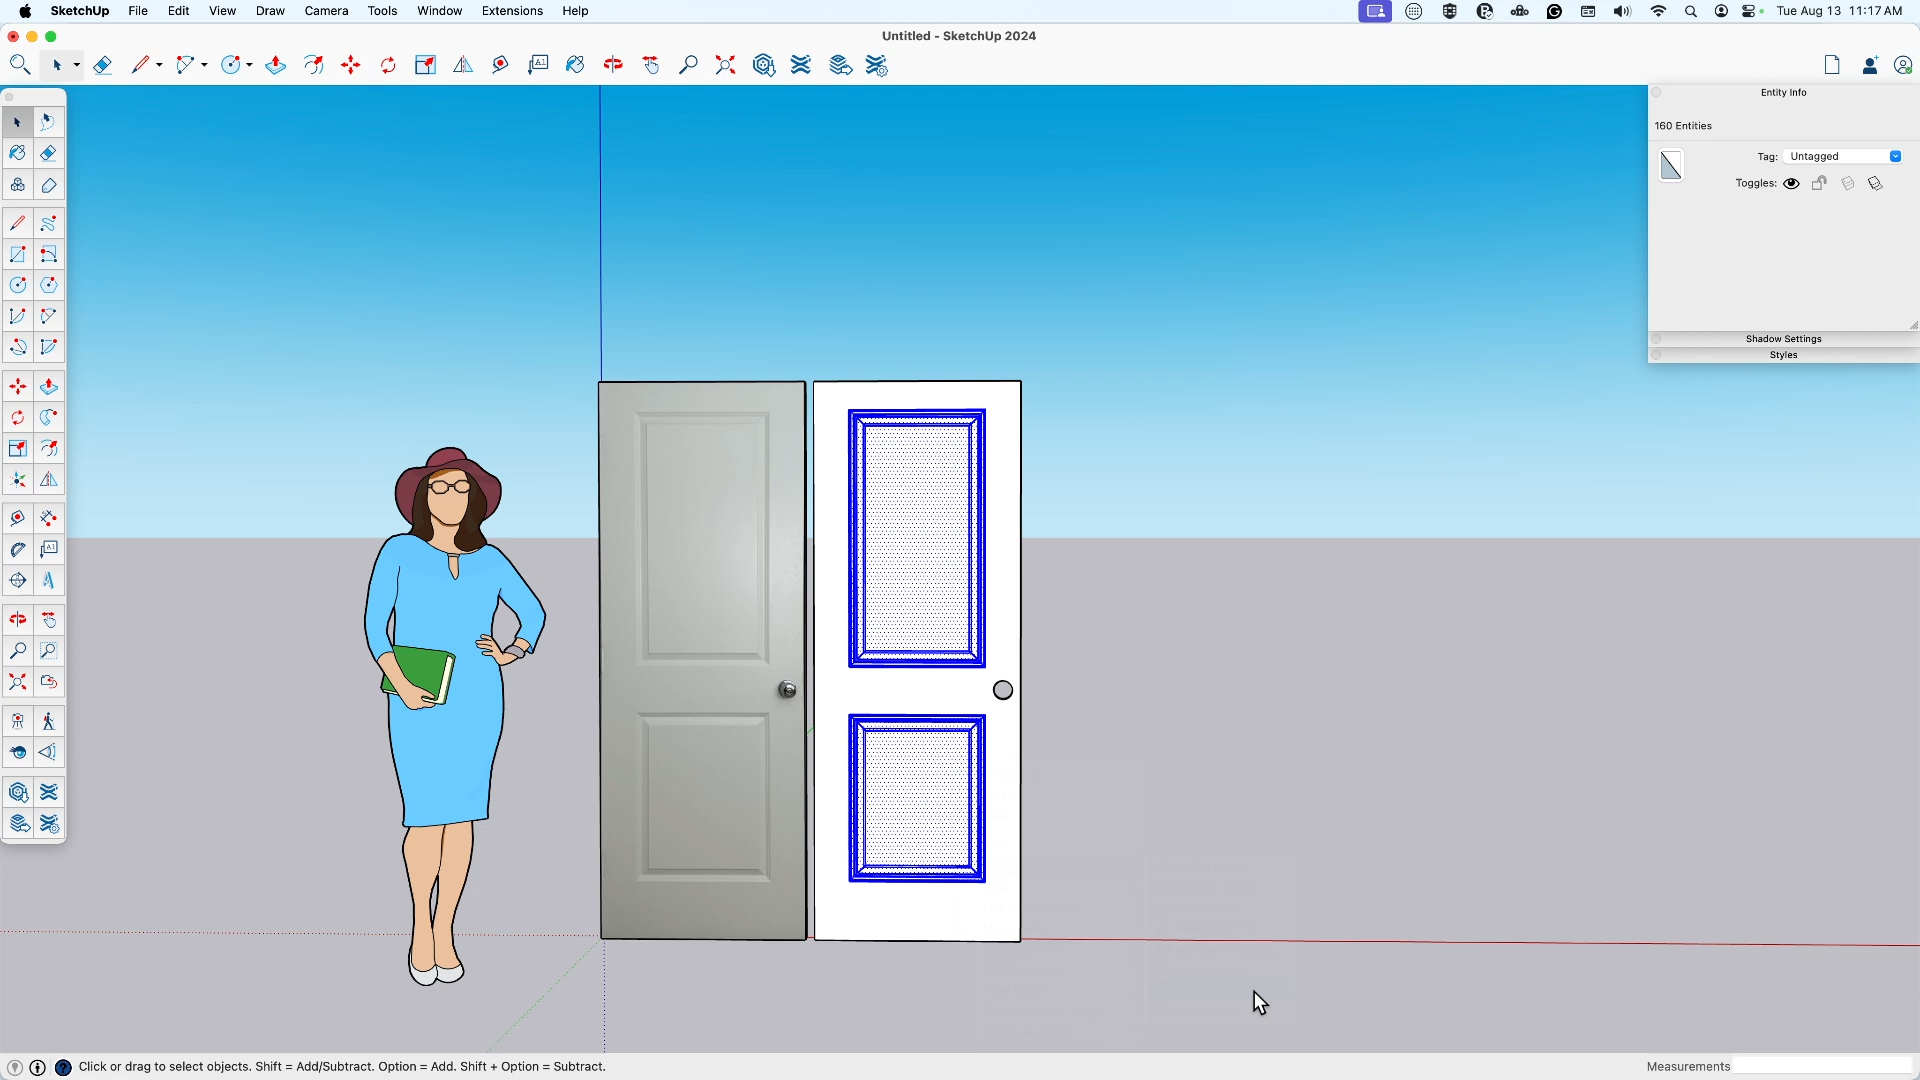 SketchUp File Edit View Draw Camera Tools Window Extensions Help
Tue Aug 13 11:17 AM
Untitled - SketchUp 2024
Entity Info
160 Entities
Tag: Untagged
Toggles:
Shadow Settings
Styles
Click or drag to select objects. Shift = Add/Subtract. Option = Add. Shift + Option = Subtract.
Measurements